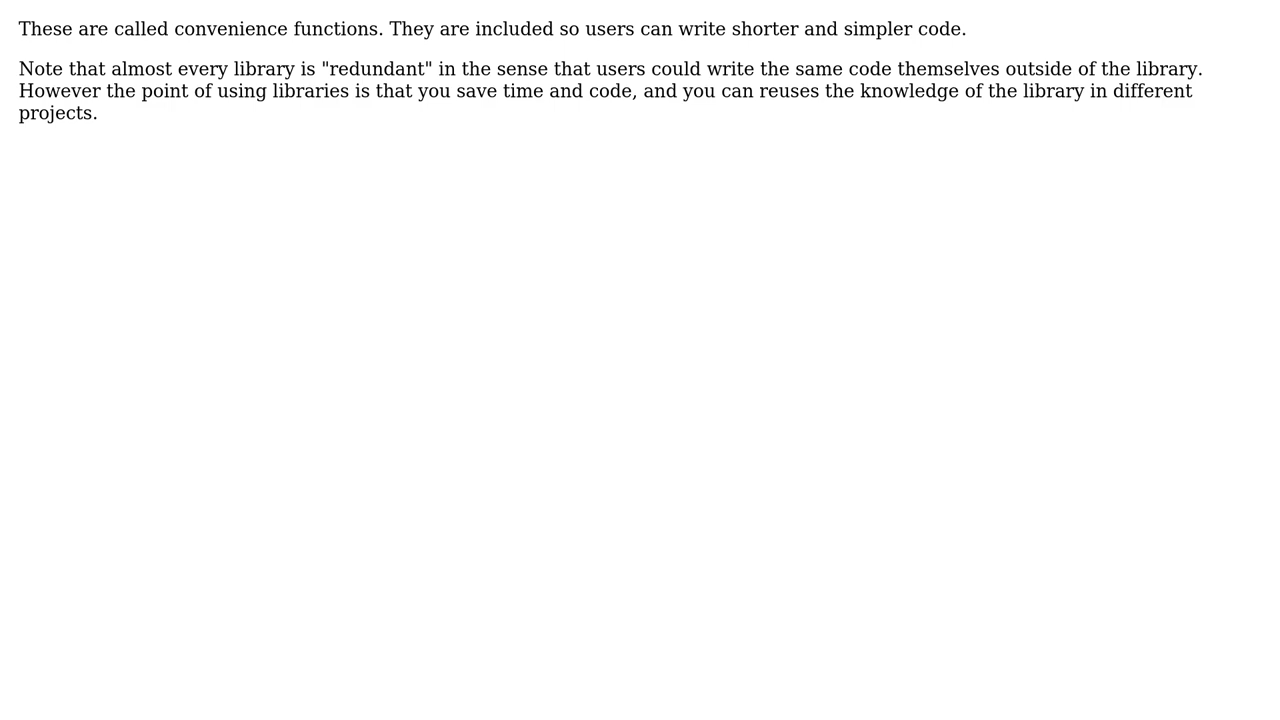 These are called convenience functions. They are included so users can write shorter and simpler code.
Note that almost every library is "redundant" in the sense that users could write the same code themselves outside of the library.
However the point of using libraries is that you save time and code, and you can reuses the knowledge of the library in different
projects.